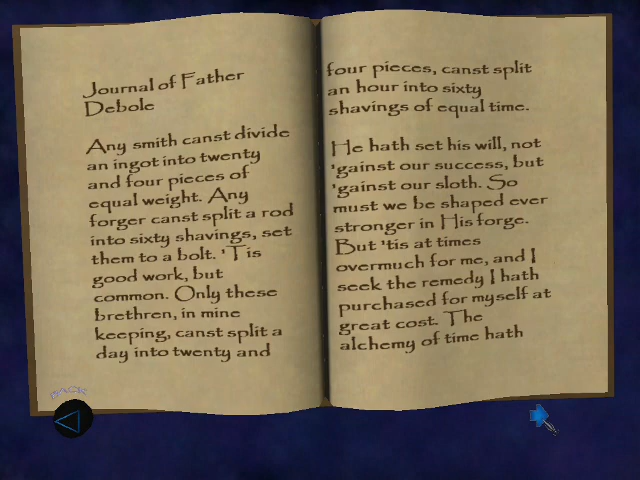 Journal of Father
Debole
Any smith canst divide
an ingot into twenty
and four pieces of
equal weight. Any
forger canst split a rod
into sixty shavings, set
them to a bolt. 'Tis
good work, but
common. Only these
brethren, in mine
keeping, canst split a
day into twenty and
four pieces, canst split
an hour into sixty
shavings of equal time.
He hath set his will, not
'gainst our success, but
'gainst our sloth. So
must we be shaped ever
stronger in His forge.
But 'tis at times
overmuch for me, and I
seek the remedy I hath
purchased for myself at
great cost. The
alchemy of time hath
BACK